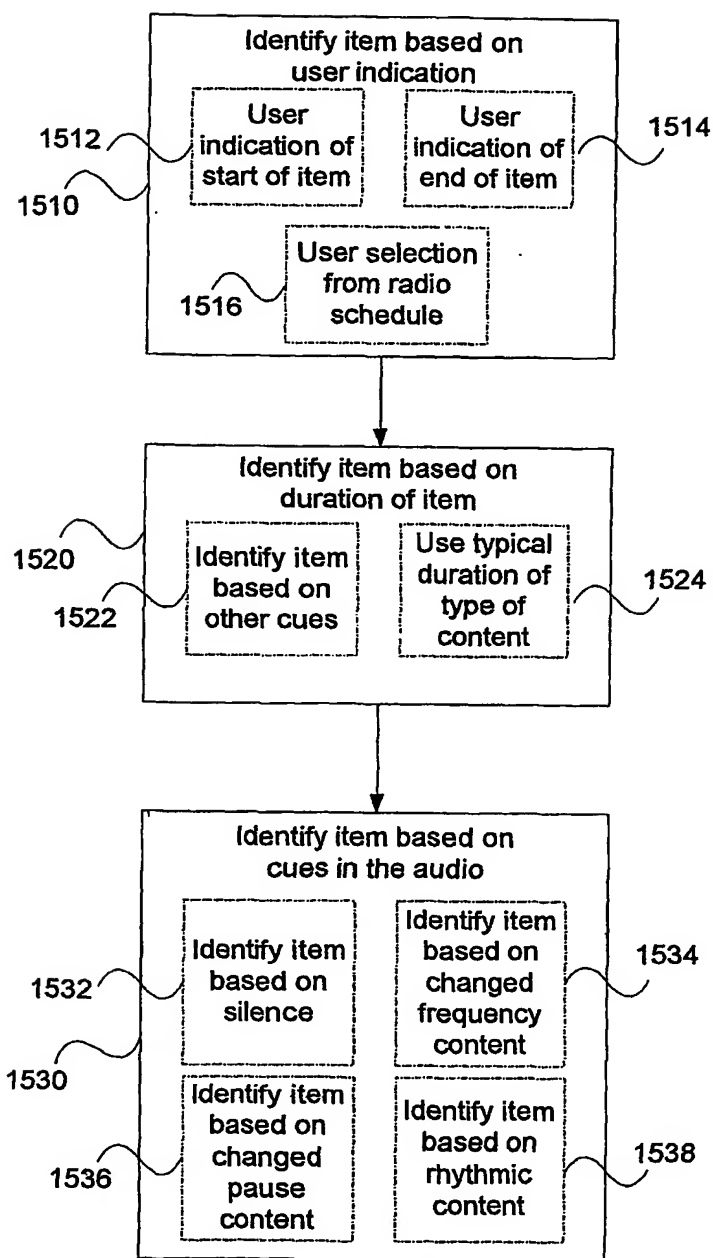 Identify item based on
user indication
1512
User
indication of
start of item
User
indication of
end of item
1514
1510
1516
User selection
from radio
schedule
Identify item based on
duration of item
1520
Identify item
based on
other cues
1522
Use typical
duration of
type of
content
1524
Identify item based on
cues in the audio
1532
Identify item
based on
silence
Identify item
based on
changed
frequency
content
1534
1530
1536
Identify item
based on
changed
pause
content
Identify item
based on
rhythmic
content
1538